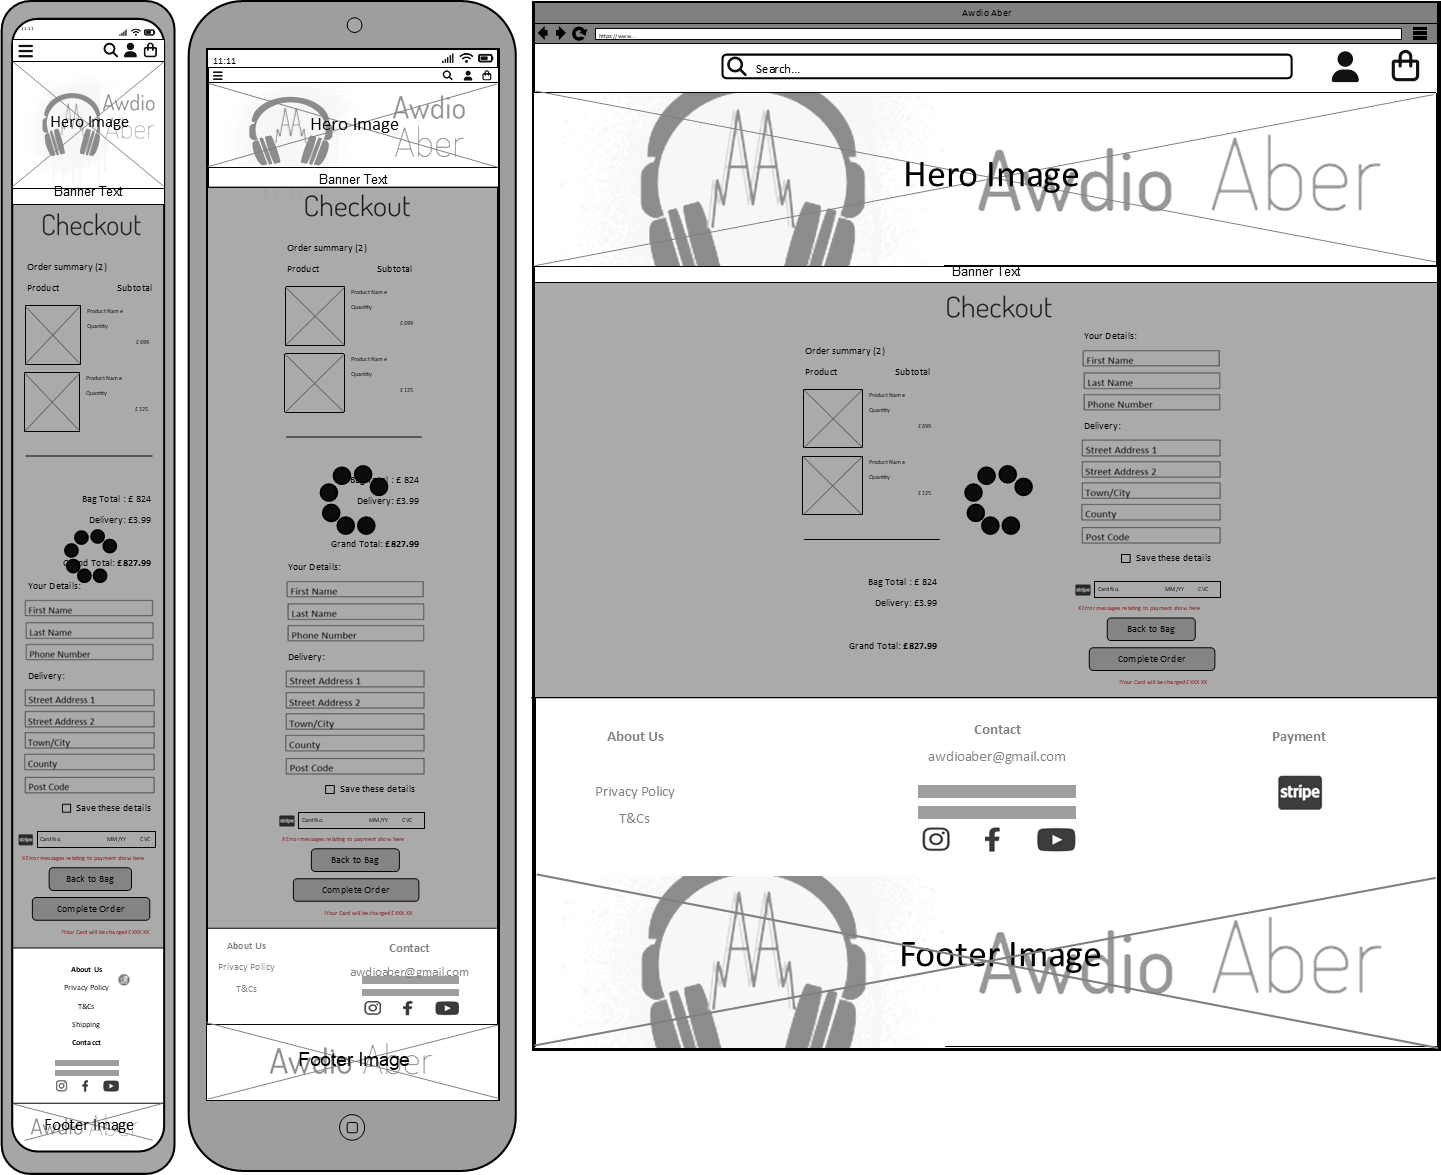 11:11
Awdio
Aber
Hero Image
Banner Text
Checkout
Order summary (2)
Product Subtotal
Product Name
Quantity
£ 699
Product Name
Quantity
£ 125
Bag Total : £ 824
Delivery: £3.99
nd Total: £827.99
Your Details:
First Name
Last Name
Phone Number
Delivery:
Street Address 1
Street Address 2
Town/City
County
Post Code
Save these details
stripe Card No. MM/YY CVC
X Error messages relating to payment show here
Back to Bag
Complete Order
!Your Card will be charged £XXX.XX
About Us
Privacy Policy
T&Cs
Shipping
Contacct
Awdio Aber
Footer Image
11:11
Awdio
Aber
Hero Image
Banner Text
Checkout
Order summary (2)
Product Subtotal
Product Name
Quantity
£ 699
Product Name
Quantity
£ 125
Bag Total : £ 824
Delivery: £3.99
Grand Total: £827.99
Your Details:
First Name
Last Name
Phone Number
Delivery:
Street Address 1
Street Address 2
Town/City
County
Post Code
Save these details
stripe Card No. MM/YY CVC
X Error messages relating to payment show here
Back to Bag
Complete Order
!Your Card will be charged £XXX.XX
About Us
Privacy Policy
T&Cs
Contact
awdioaber@gmail.com
Awdio Aber
Footer Image
Awdio Aber
https://www...
Search...
AA
Awdio Aber
Hero Image
Banner Text
Checkout
Order summary (2)
Product Subtotal
Product Name
Quantity
£ 699
Product Name
Quantity
£ 125
Bag Total : £ 824
Delivery: £3.99
Grand Total: £827.99
Your Details:
First Name
Last Name
Phone Number
Delivery:
Street Address 1
Street Address 2
Town/City
County
Post Code
Save these details
stripe Card No. MM/YY CVC
X Error messages relating to payment show here
Back to Bag
Complete Order
!Your Card will be charged £XXX.XX
About Us
Privacy Policy
T&Cs
Contact
awdioaber@gmail.com
Payment
stripe
AA
Awdio Aber
Footer Image